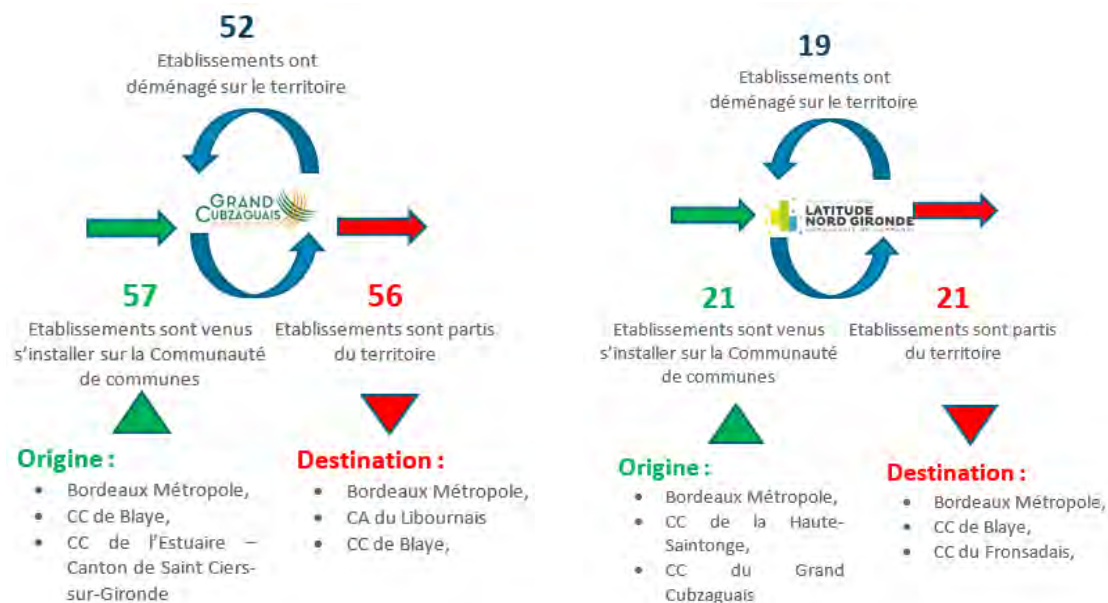 52
Etablissements ont
déménagé sur le territoire
GRAND
CUBZAGUAIS
57
Etablissements sont venus
s'installer sur la Communauté
de communes
56
Etablissements sont partis
du territoire
Origine :
• Bordeaux Métropole,
• CC de Blaye,
• CC de l'Estuaire –
Canton de Saint Ciers-
sur-Gironde
Destination :
• Bordeaux Métropole,
• CA du Libournais
• CC de Blaye,
19
Etablissements ont
déménagé sur le territoire
LATITUDE
NORD GIRONDE
COMMUNAUTÉ DE COMMUNES
21
Etablissements sont venus
s'installer sur la Communauté
de communes
21
Etablissements sont partis
du territoire
Origine :
• Bordeaux Métropole,
• CC de la Haute-
Saintonge,
• CC du Grand
Cubzaguais
Destination :
• Bordeaux Métropole,
• CC de Blaye,
• CC du Fronsadais,